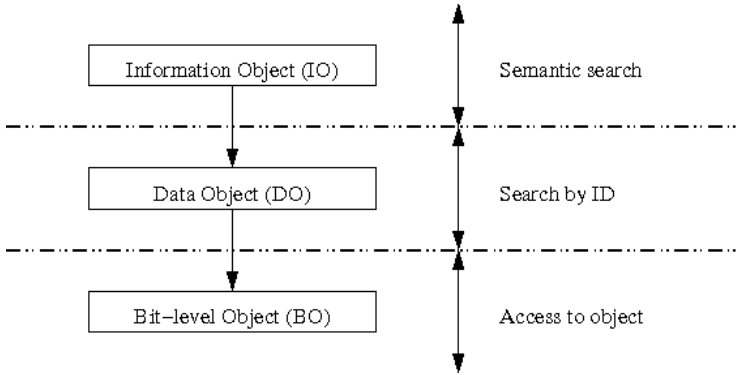 Information Object (IO)
Semantic search
Data Object (DO)
Search by ID
Bit-level Object (BO)
Access to object